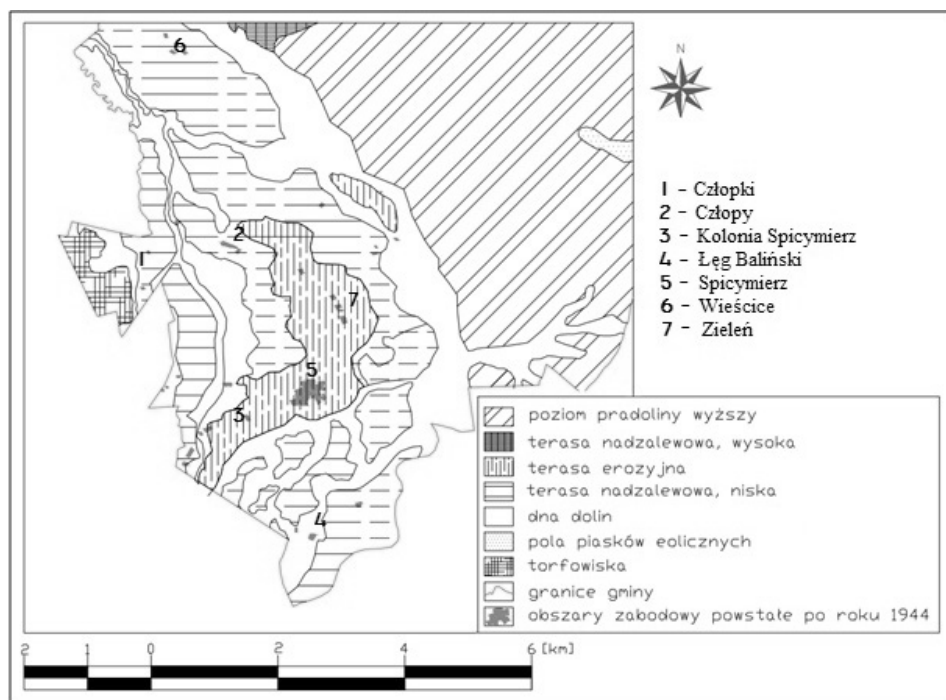 N
1 - Człopki
2 - Człopy
3 - Kolonia Spicymierz
4 - Łęg Baliński
5 - Spicymierz
6 - Wieścice
7 - Zieleń
6
2
1
7
5
3
4
poziom pradoliny wyższy
terasa nadzalewowa, wysoka
terasa erozyjna
terasa nadzalewowa, niska
dna dolin
pola piasków eolicznych
torfowiska
granice gminy
obszary zabodowy powstałe po roku 1944
2 1 0 2 4 6 [km]